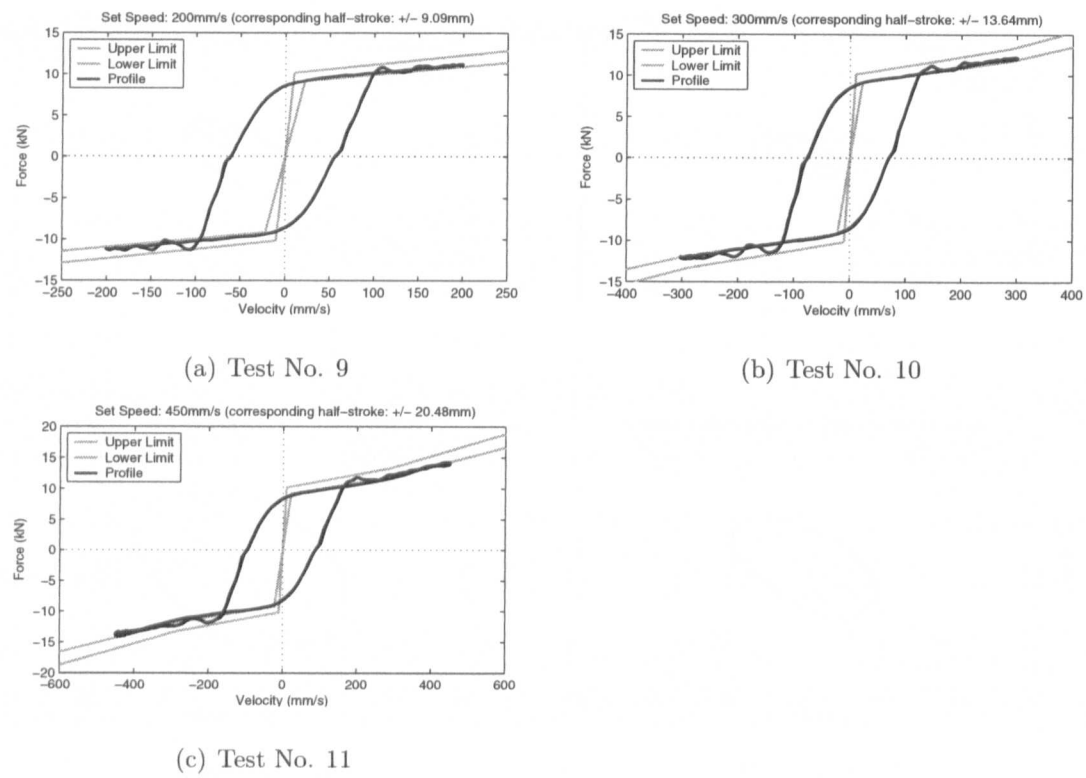 Set Speed: 200mm/s (corresponding half−stroke: +/− 9.09mm)
15
10
5
0
−5
−10
−15
Force (kN)
Upper Limit
Lower Limit
Profile
−250 −200 −150 −100 −50 0 50 100 150 200 250
Velocity (mm/s)
(a) Test No. 9
Set Speed: 300mm/s (corresponding half−stroke: +/− 13.64mm)
15
10
5
0
−5
−10
−15
Force (kN)
Upper Limit
Lower Limit
Profile
−400 −300 −200 −100 0 100 200 300 400
Velocity (mm/s)
(b) Test No. 10
Set Speed: 450mm/s (corresponding half−stroke: +/− 20.48mm)
20
15
10
5
0
−5
−10
−15
−20
Force (kN)
Upper Limit
Lower Limit
Profile
−600 −400 −200 0 200 400 600
Velocity (mm/s)
(c) Test No. 11